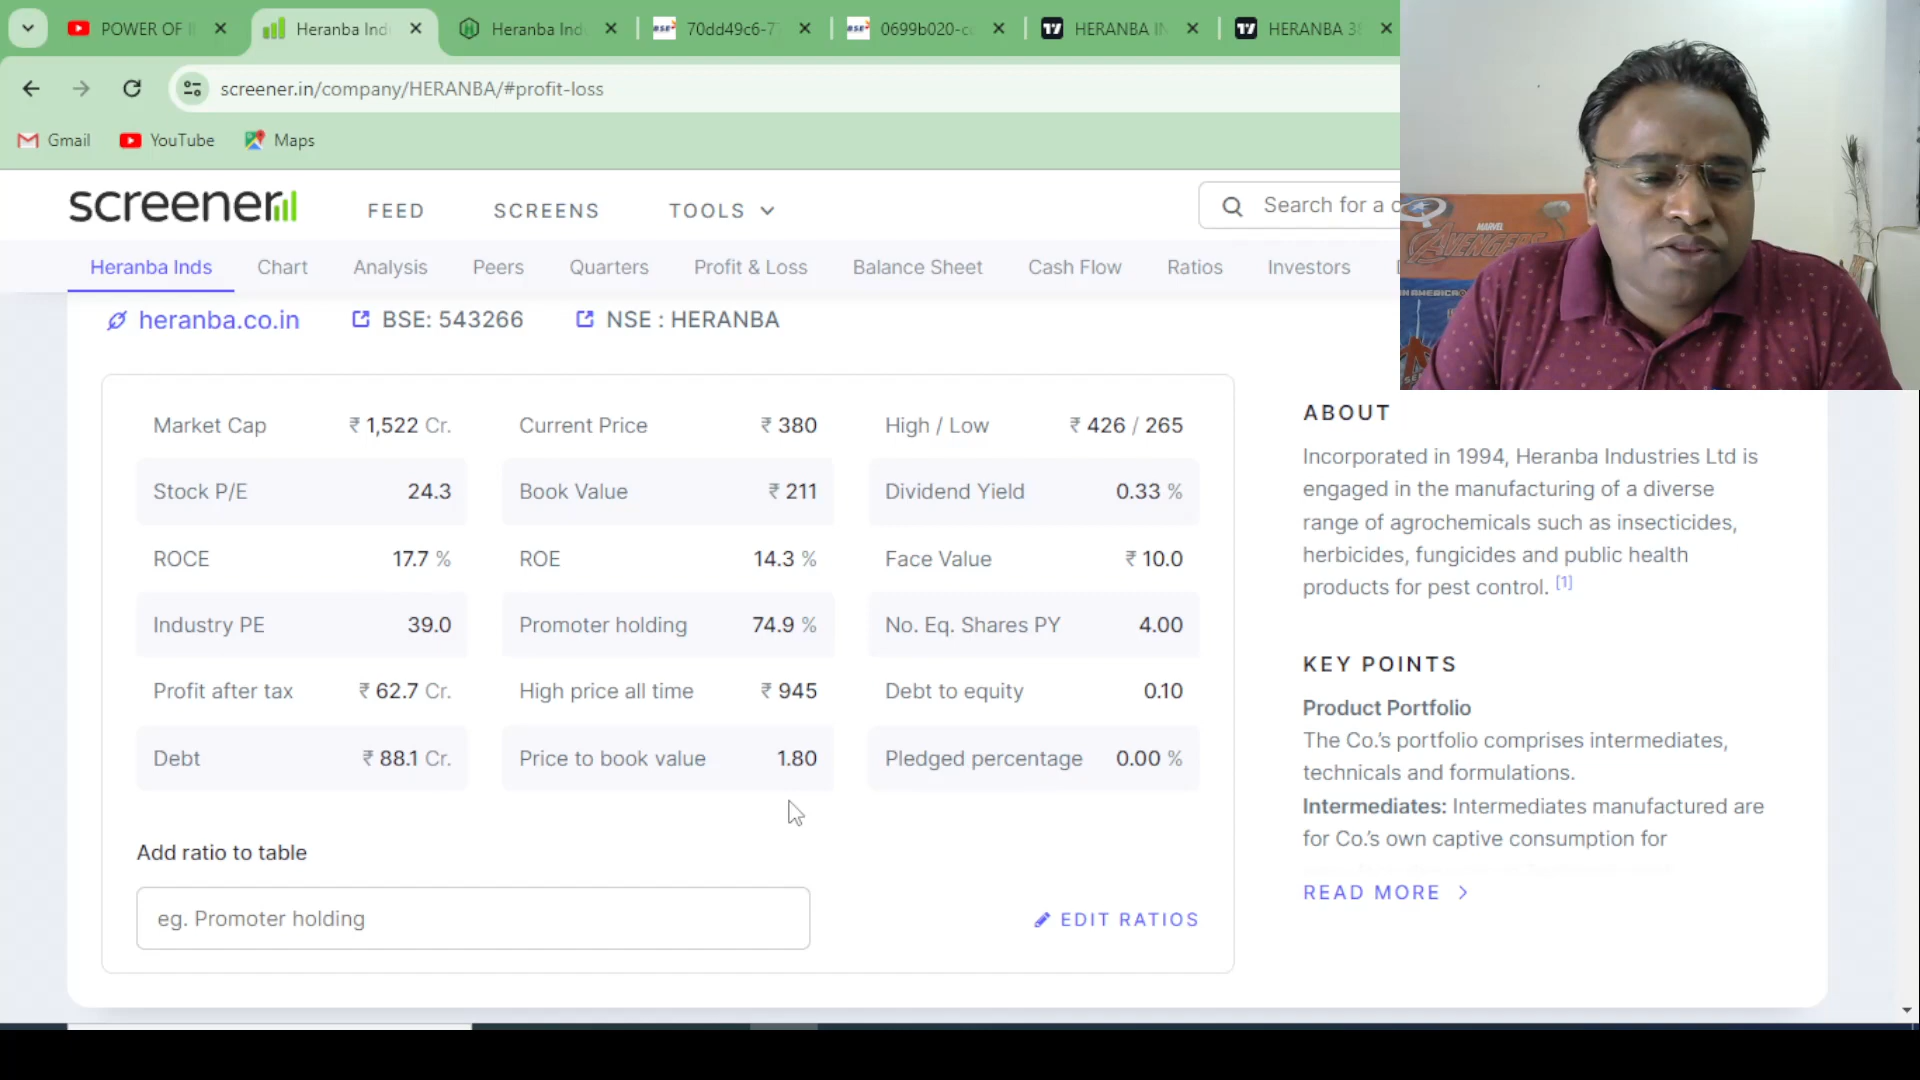 POWER OF I
Heranba Ind
Heranba Ind
BSE
70dd49c6-7
BSE
0699b020-c
HERANBA IN
HERANBA 38
screener.in/company/HERANBA/#profit-loss
Gmail
YouTube
Maps
screener
FEED
SCREENS
TOOLS
Search for a c
Heranba Inds
Chart
Analysis
Peers
Quarters
Profit & Loss
Balance Sheet
Cash Flow
Ratios
Investors
MARVEL
AVENGERS
heranba.co.in
BSE: 543266
NSE : HERANBA
Market Cap ₹ 1,522 Cr.
Current Price ₹ 380
High / Low ₹ 426 / 265
Stock P/E 24.3
Book Value ₹ 211
Dividend Yield 0.33 %
ROCE 17.7 %
ROE 14.3 %
Face Value ₹ 10.0
Industry PE 39.0
Promoter holding 74.9 %
No. Eq. Shares PY 4.00
Profit after tax ₹ 62.7 Cr.
High price all time ₹ 945
Debt to equity 0.10
Debt ₹ 88.1 Cr.
Price to book value 1.80
Pledged percentage 0.00 %
Add ratio to table
eg. Promoter holding
EDIT RATIOS
ABOUT
Incorporated in 1994, Heranba Industries Ltd is
engaged in the manufacturing of a diverse
range of agrochemicals such as insecticides,
herbicides, fungicides and public health
products for pest control. [1]
KEY POINTS
Product Portfolio
The Co.'s portfolio comprises intermediates,
technicals and formulations.
Intermediates: Intermediates manufactured are
for Co.'s own captive consumption for
READ MORE